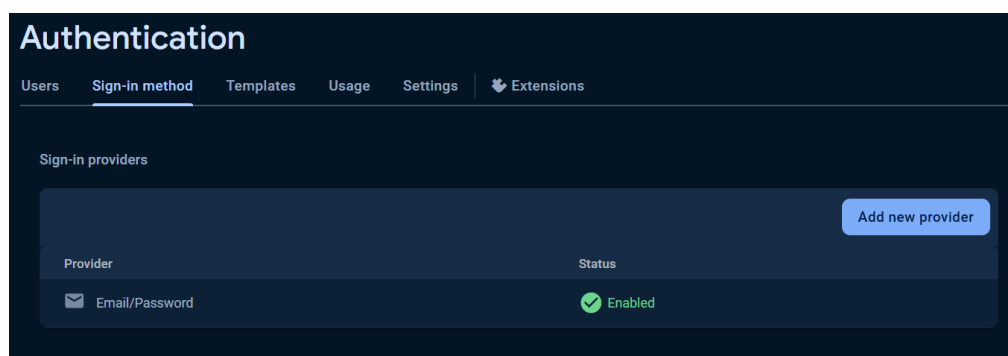 Authentication
Users Sign-in method Templates Usage Settings Extensions
Sign-in providers
Add new provider
Provider Status
Email/Password Enabled